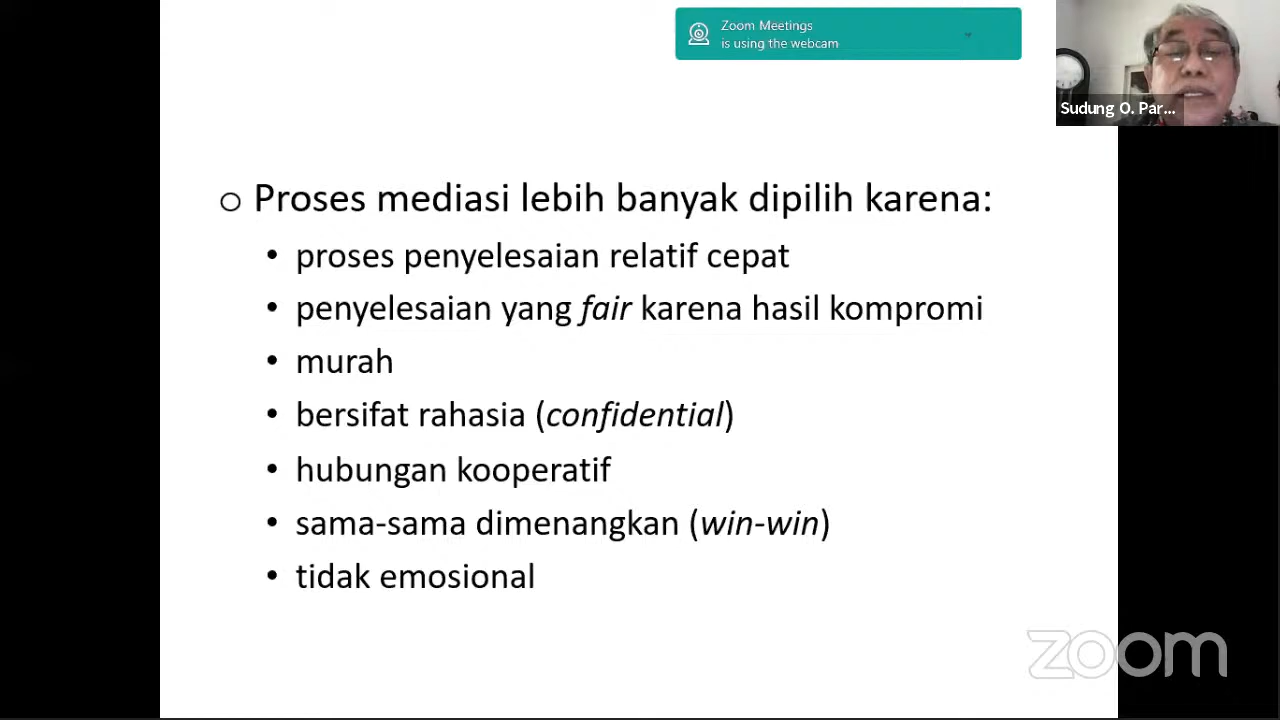 Zoom Meetings
is using the webcam
Sudung O. Par...
o Proses mediasi lebih banyak dipilih karena:
• proses penyelesaian relatif cepat
• penyelesaian yang fair karena hasil kompromi
• murah
• bersifat rahasia (confidential)
• hubungan kooperatif
• sama-sama dimenangkan (win-win)
• tidak emosional
zoom